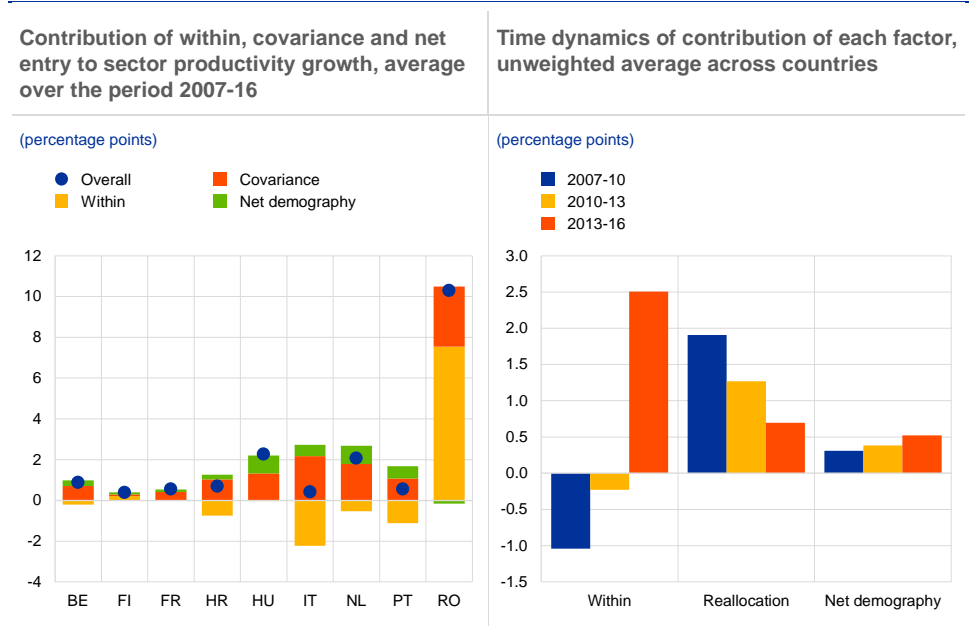 Contribution of within, covariance and net
entry to sector productivity growth, average
over the period 2007-16
(percentage points)
Overall
Covariance
Within
Net demography
12
10
8
6
4
2
0
-2
-4
BE FI FR HR HU IT NL PT RO
Time dynamics of contribution of each factor,
unweighted average across countries
(percentage points)
2007-10
2010-13
2013-16
3.0
2.5
2.0
1.5
1.0
0.5
0.0
-0.5
-1.0
-1.5
Within Reallocation Net demography